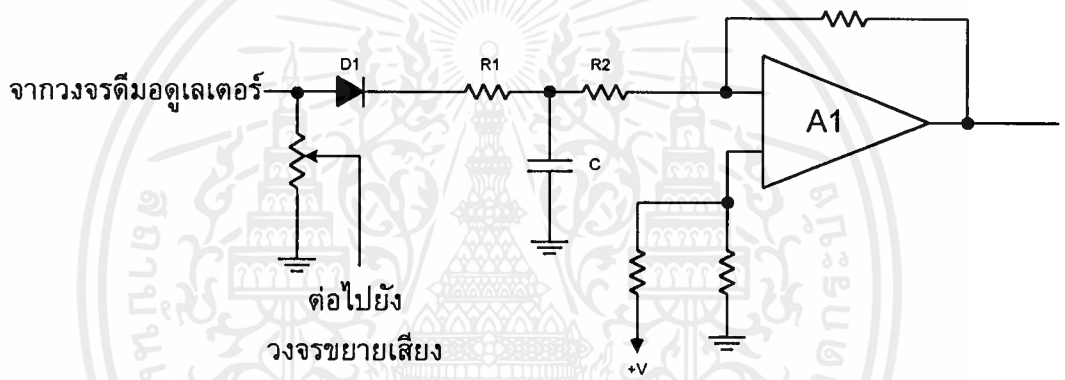 จากวงจรดีมอดูเลเตอร์
D1
R1
R2
A1
C
ต่อไปยัง
วงจรขยายเสียง
+V